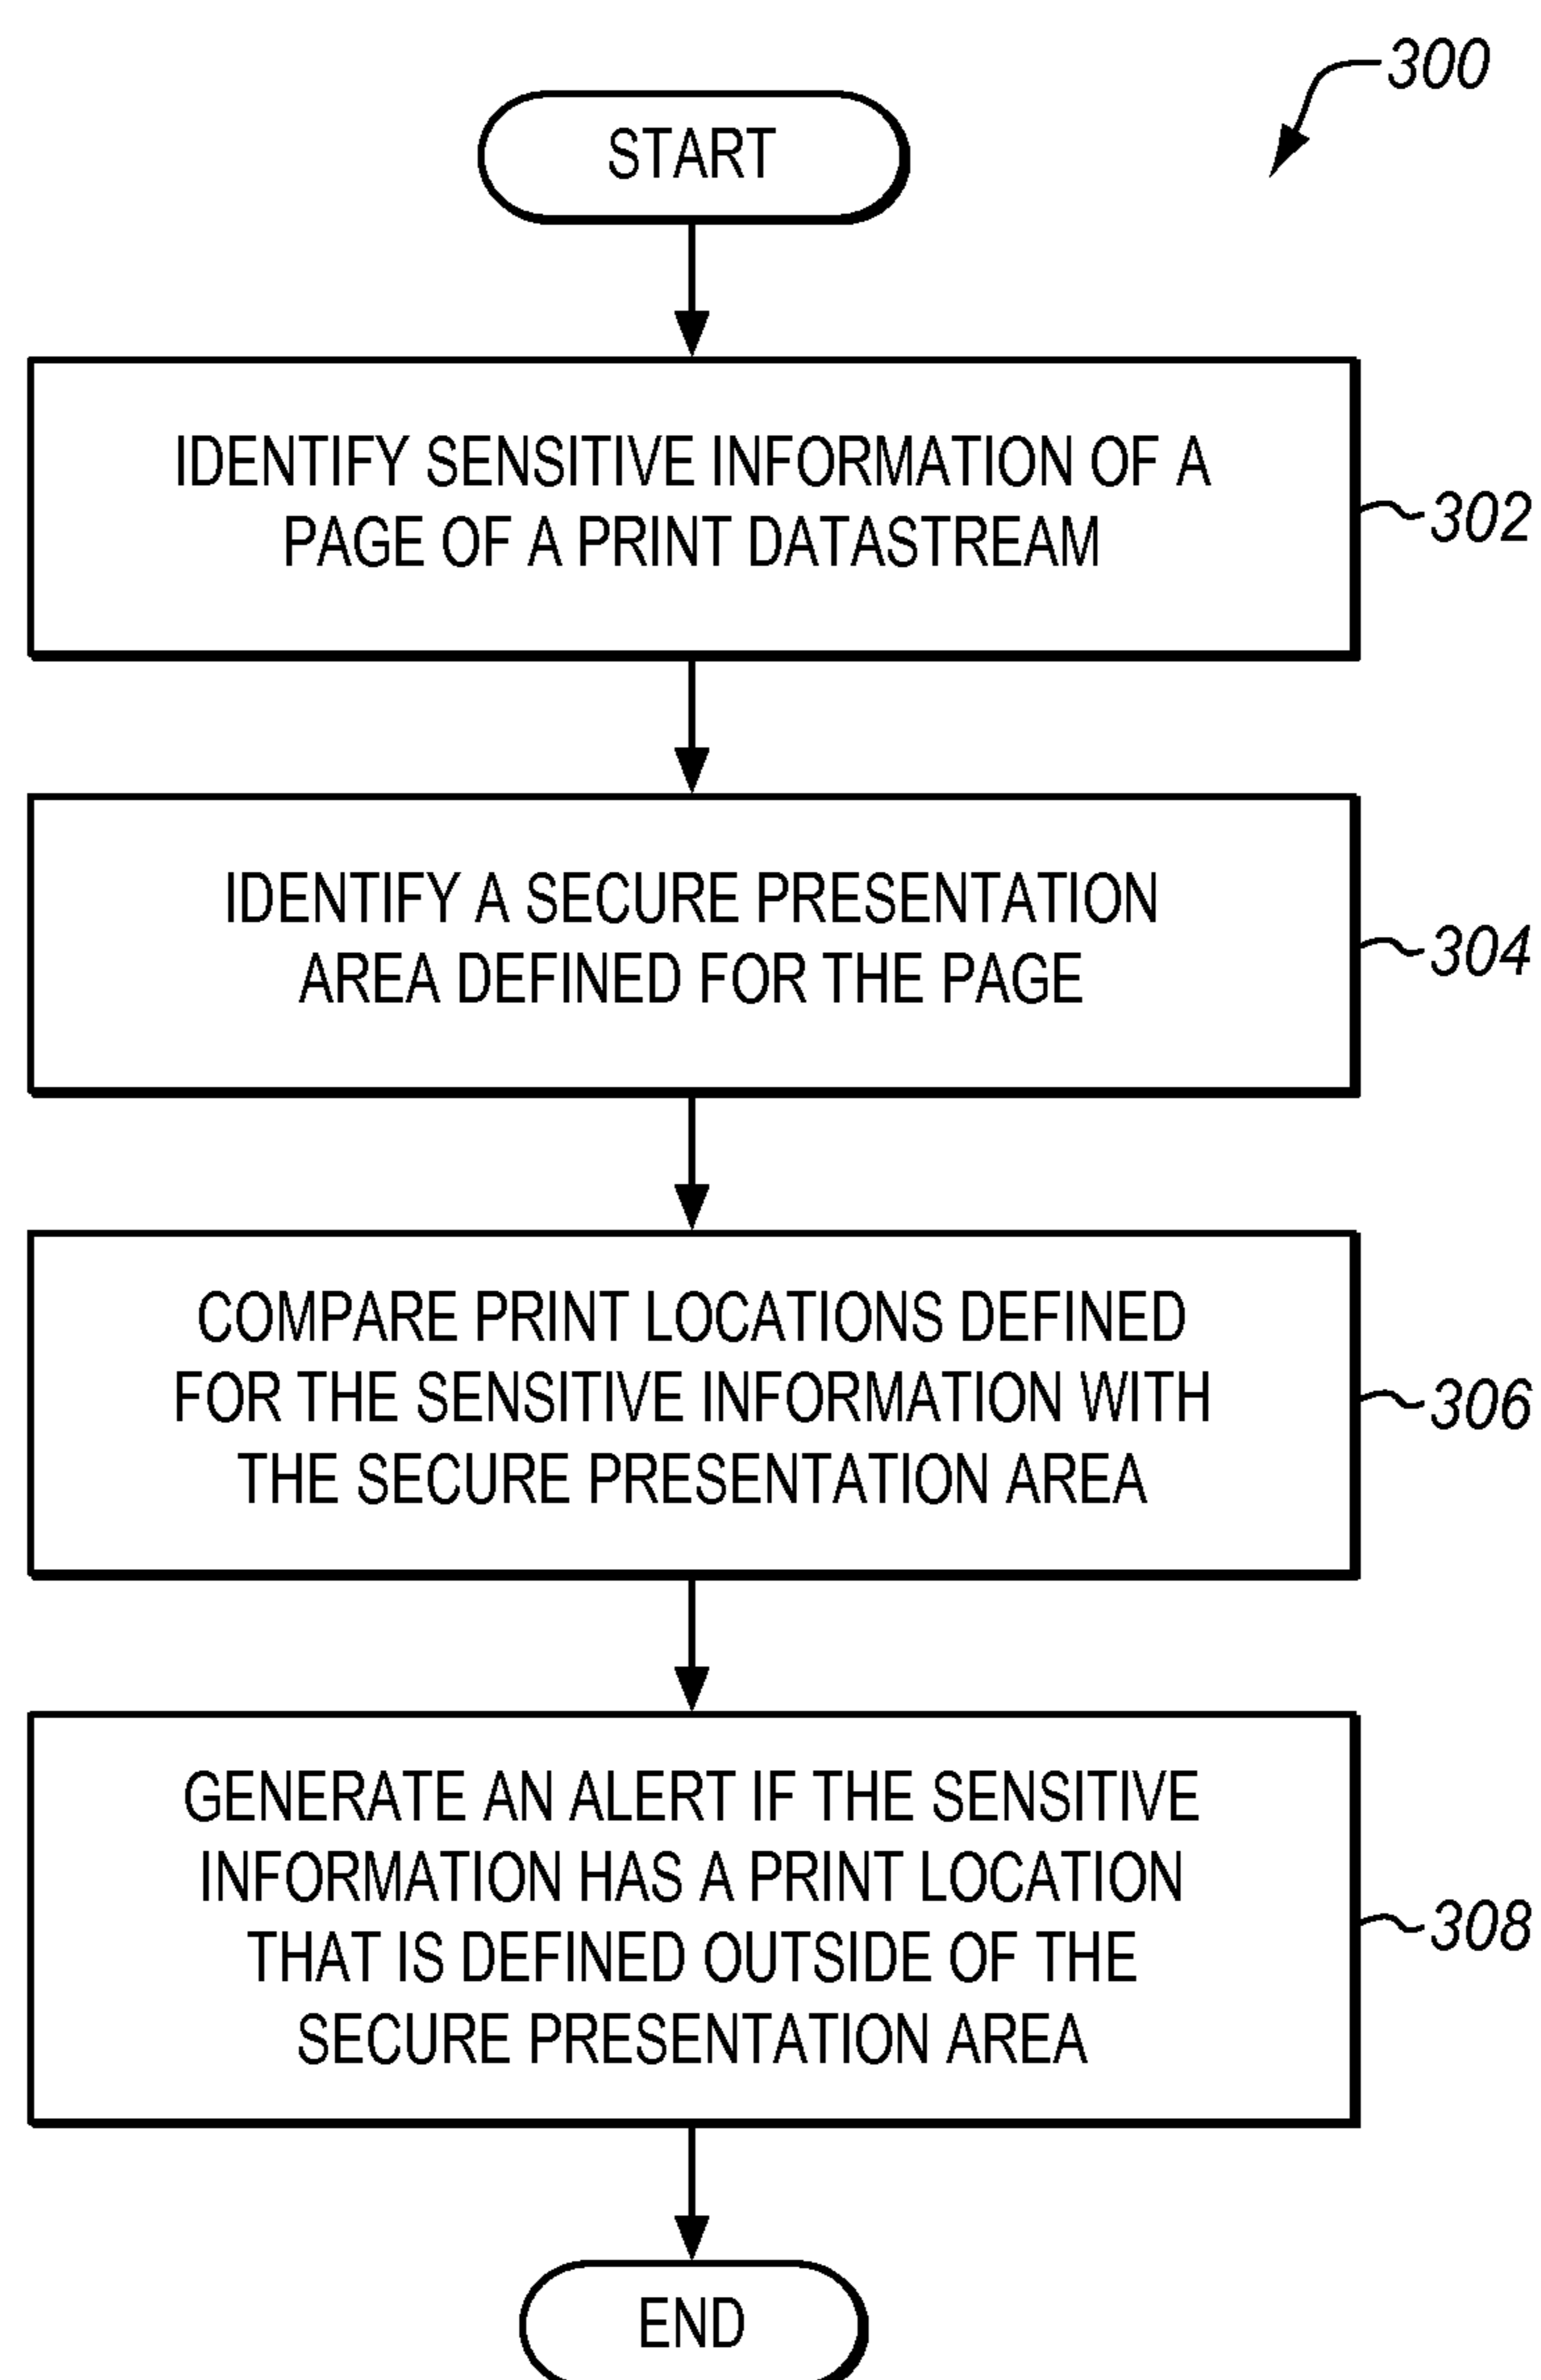 300
START
IDENTIFY SENSITIVE INFORMATION OF A
PAGE OF A PRINT DATASTREAM
302
IDENTIFY A SECURE PRESENTATION
AREA DEFINED FOR THE PAGE
304
COMPARE PRINT LOCATIONS DEFINED
FOR THE SENSITIVE INFORMATION WITH
THE SECURE PRESENTATION AREA
306
GENERATE AN ALERT IF THE SENSITIVE
INFORMATION HAS A PRINT LOCATION
THAT IS DEFINED OUTSIDE OF THE
SECURE PRESENTATION AREA
308
END